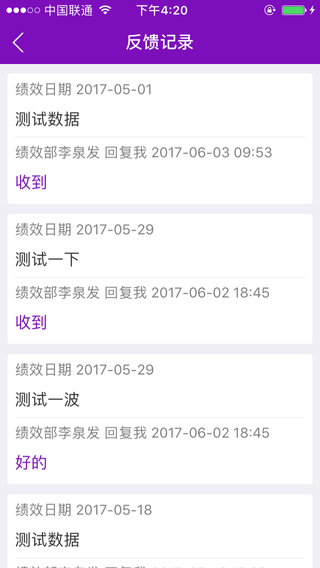 中国联通 下午4:20
反馈记录
绩效日期 2017-05-01
测试数据
绩效部李泉发 回复我 2017-06-03 09:53
收到
绩效日期 2017-05-29
测试一下
绩效部李泉发 回复我 2017-06-02 18:45
收到
绩效日期 2017-05-29
测试一波
绩效部李泉发 回复我 2017-06-02 18:45
好的
绩效日期 2017-05-18
测试数据